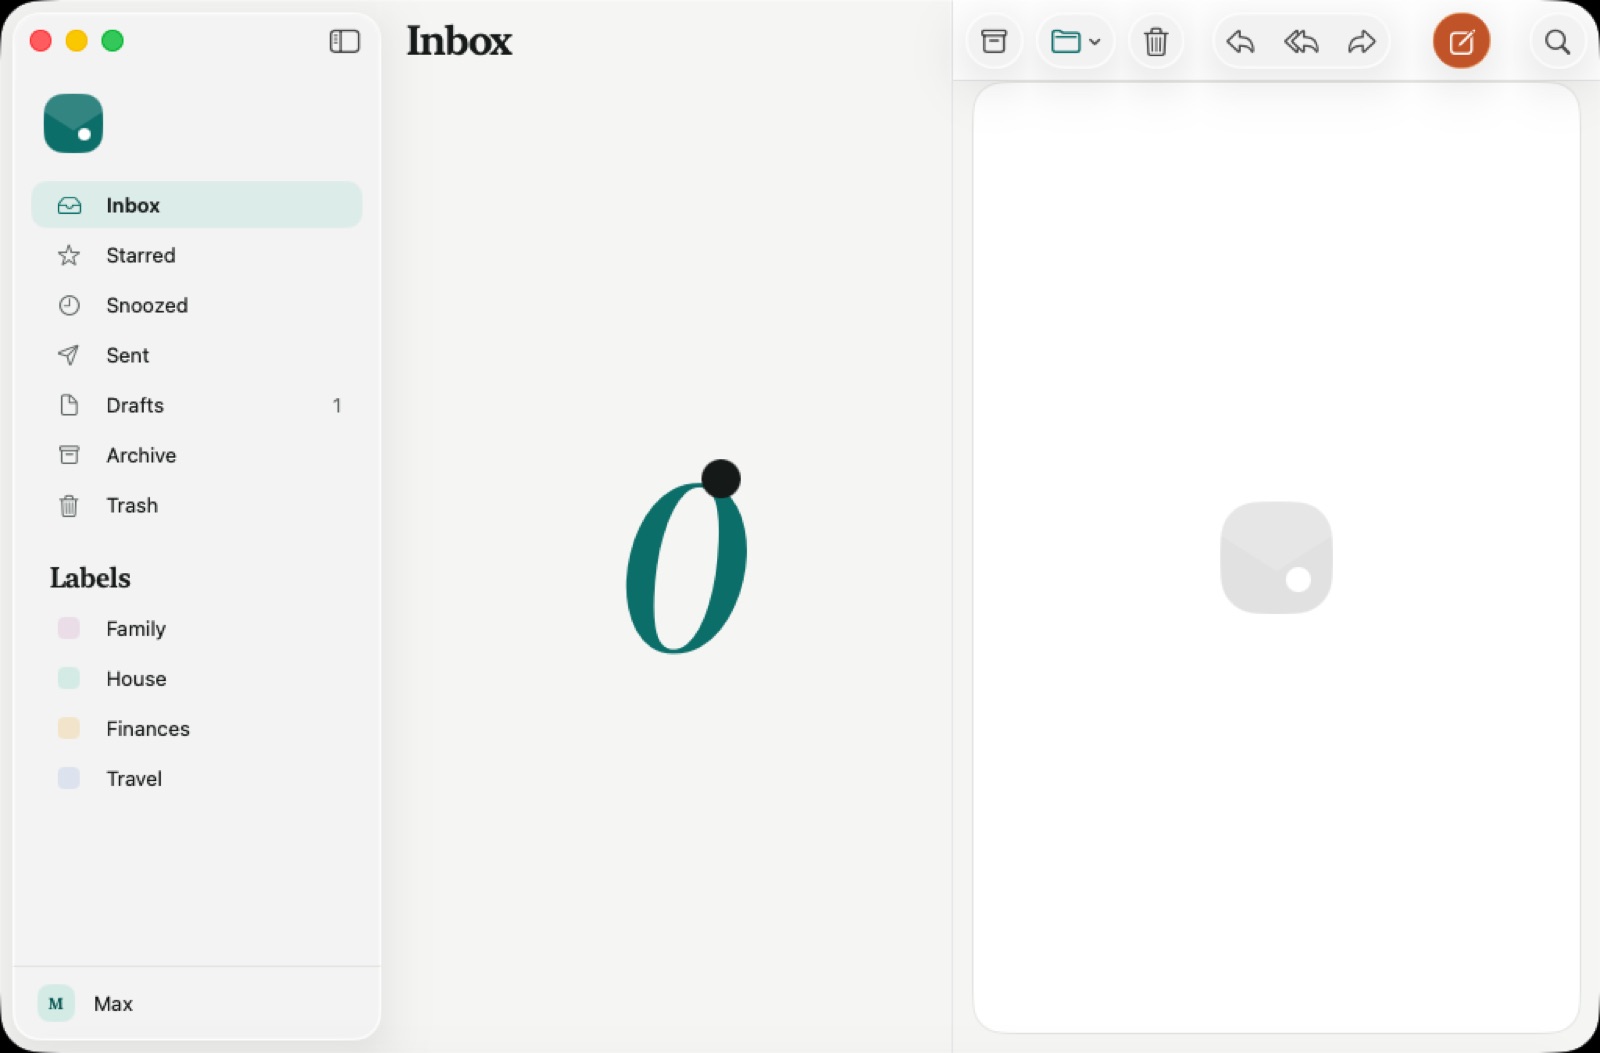 Inbox
Inbox
Starred
Snoozed
Sent
Drafts 1
Archive
Trash
Labels
Family
House
Finances
Travel
M Max
0